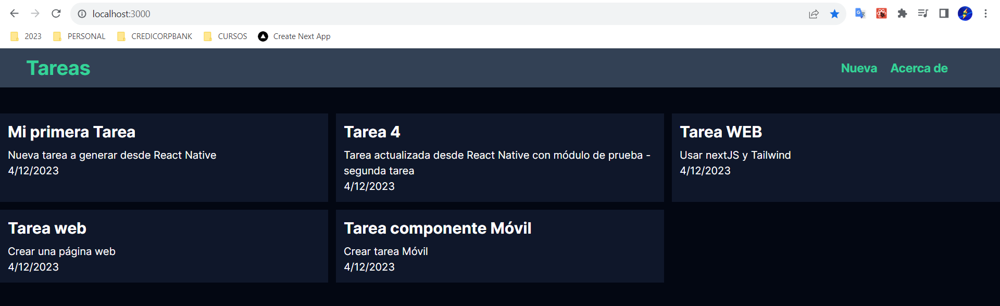 localhost:3000
2023 PERSONAL CREDICORPBANK CURSOS Create Next App
Tareas Nueva Acerca de
Mi primera Tarea
Nueva tarea a generar desde React Native
4/12/2023
Tarea 4
Tarea actualizada desde React Native con módulo de prueba -
segunda tarea
4/12/2023
Tarea WEB
Usar nextJS y Tailwind
4/12/2023
Tarea web
Crear una página web
4/12/2023
Tarea componente Móvil
Crear tarea Móvil
4/12/2023